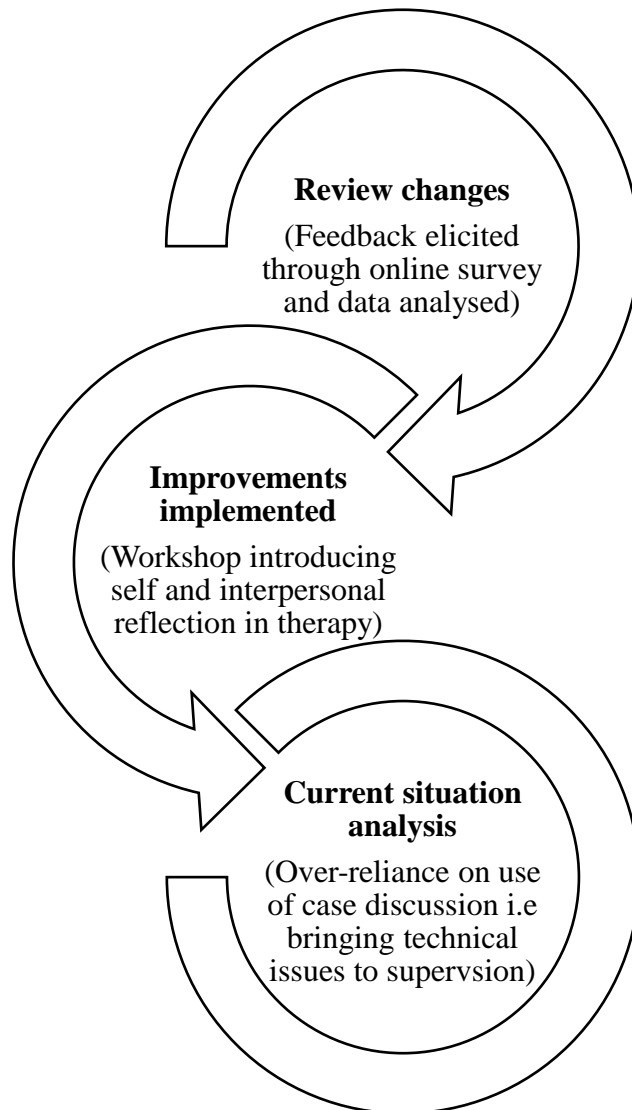 Review changes
(Feedback elicited
through online survey
and data analysed)
Improvements
implemented
(Workshop introducing
self and interpersonal
reflection in therapy)
Current situation
analysis
(Over-reliance on use
of case discussion i.e
bringing technical
issues to supervsion)